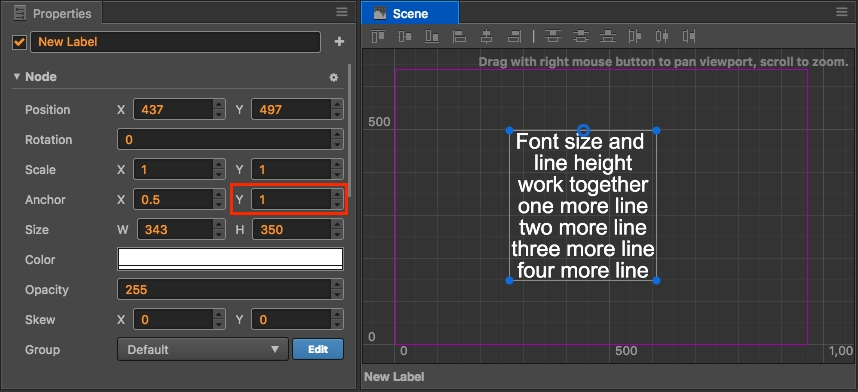 Properties
New Label
Node
Position X 437 Y 497
Rotation 0
Scale X 1 Y 1
Anchor X 0.5 Y 1
Size W 343 H 350
Color
Opacity 255
Skew X 0 Y 0
Group Default Edit
Scene
Drag with right mouse button to pan viewport, scroll to zoom.
500
Font size and
line height
work together
one more line
two more line
three more line
four more line
0
0 500 1,00
New Label